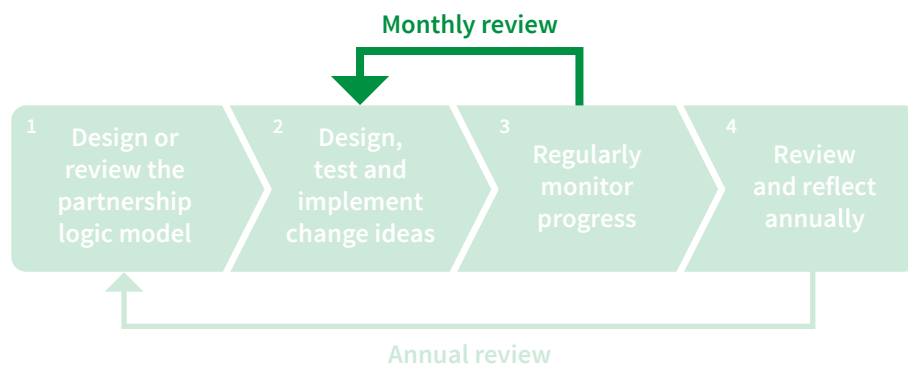 Monthly review
1
Design or
review the
partnership
logic model
2
Design,
test and
implement
change ideas
3
Regularly
monitor
progress
4
Review
and reflect
annually
Annual review